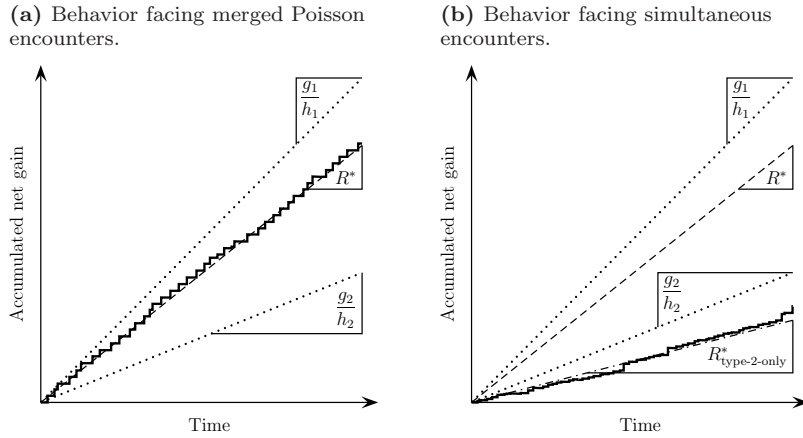 (a) Behavior facing merged Poisson
encounters.
Accumulated net gain
g1
h1
R*
g2
h2
Time
(b) Behavior facing simultaneous
encounters.
Accumulated net gain
g1
h1
R*
g2
h2
R*type-2-only
Time